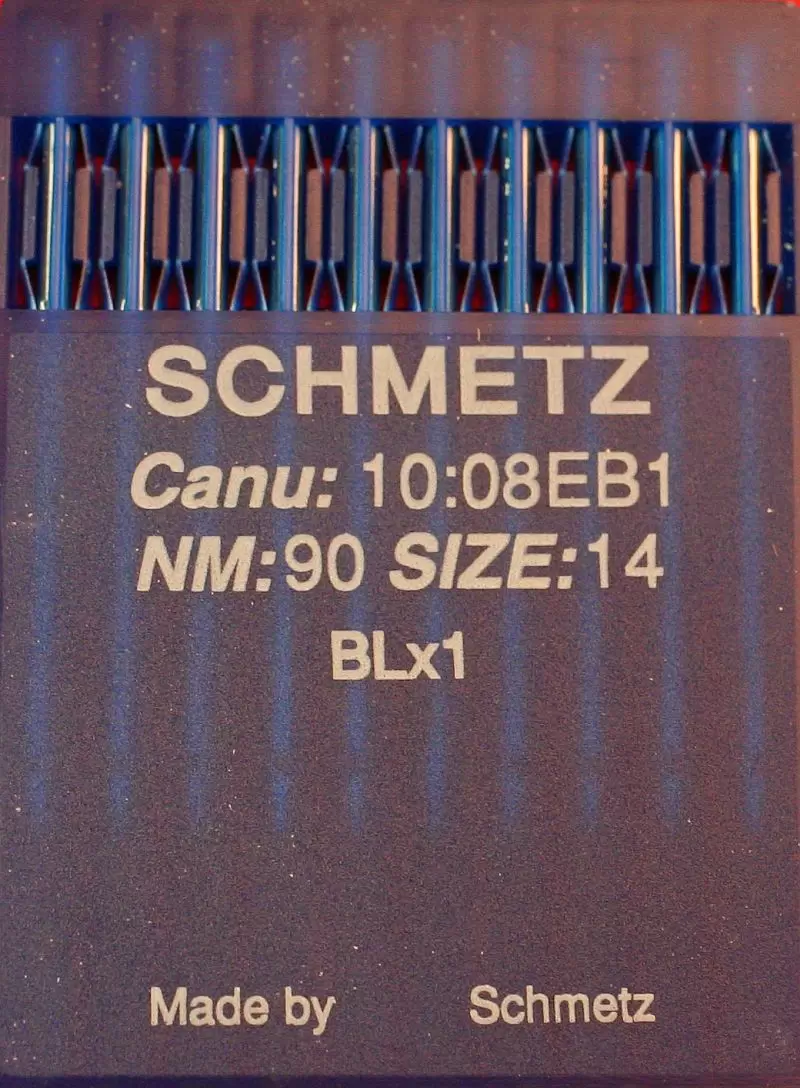 SCHMETZ
Canu: 10:08EB1
NM:90 SIZE:14
BLx1
Made by Schmetz